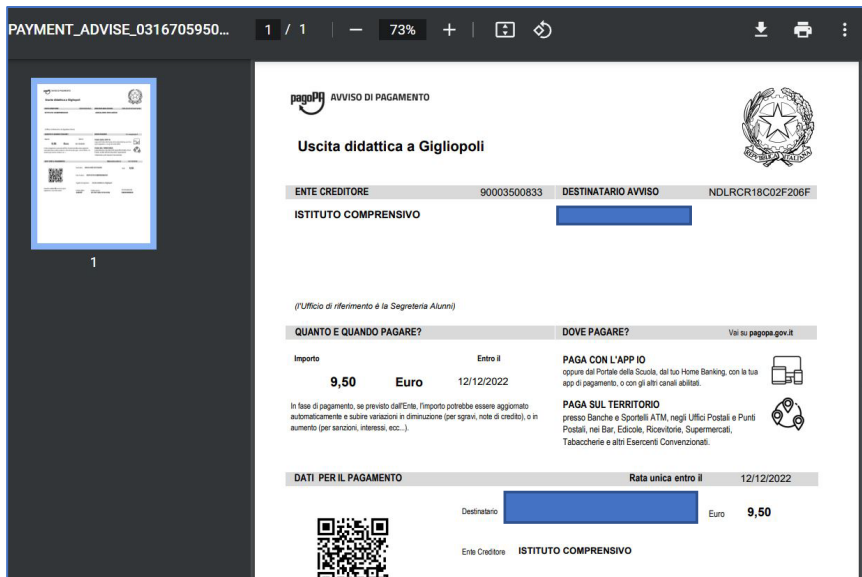 PAYMENT_ADVISE_0316705950...
1 / 1
73%
1
pagoPA AVVISO DI PAGAMENTO
Uscita didattica a Gigliopoli
REPVBBLICA ITALIANA
ENTE CREDITORE 90003500833
DESTINATARIO AVVISO NDLRCR18C02F206F
ISTITUTO COMPRENSIVO
(l'Ufficio di riferimento é la Segreteria Alunni)
QUANTO E QUANDO PAGARE?
Importo Entro il
9,50 Euro 12/12/2022
In fase di pagamento, se previsto dall'Ente, l'importo potrebbe essere aggiornato
automaticamente e subire variazioni in diminuzione (per sgravi, note di credito), o in
aumento (per sanzioni, interessi, ecc...).
DOVE PAGARE? Vai su pagopa.gov.it
PAGA CON L'APP IO
oppure dal Portale della Scuola, dal tuo Home Banking, con la tua
app di pagamento, o con gli altri canali abilitati.
PAGA SUL TERRITORIO
presso Banche e Sportelli ATM, negli Uffici Postali e Punti
Postali, nei Bar, Edicole, Ricevitorie, Supermercati,
Tabaccherie e altri Esercenti Convenzionati.
DATI PER IL PAGAMENTO Rata unica entro il 12/12/2022
Destinatario Euro 9,50
Ente Creditore ISTITUTO COMPRENSIVO